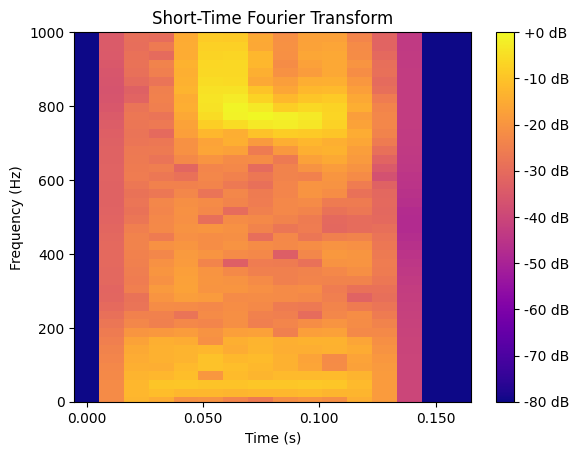 Short-Time Fourier Transform
1000
800
600
400
200
0
Frequency (Hz)
0.000
0.050
0.100
0.150
Time (s)
+0 dB
-10 dB
-20 dB
-30 dB
-40 dB
-50 dB
-60 dB
-70 dB
-80 dB